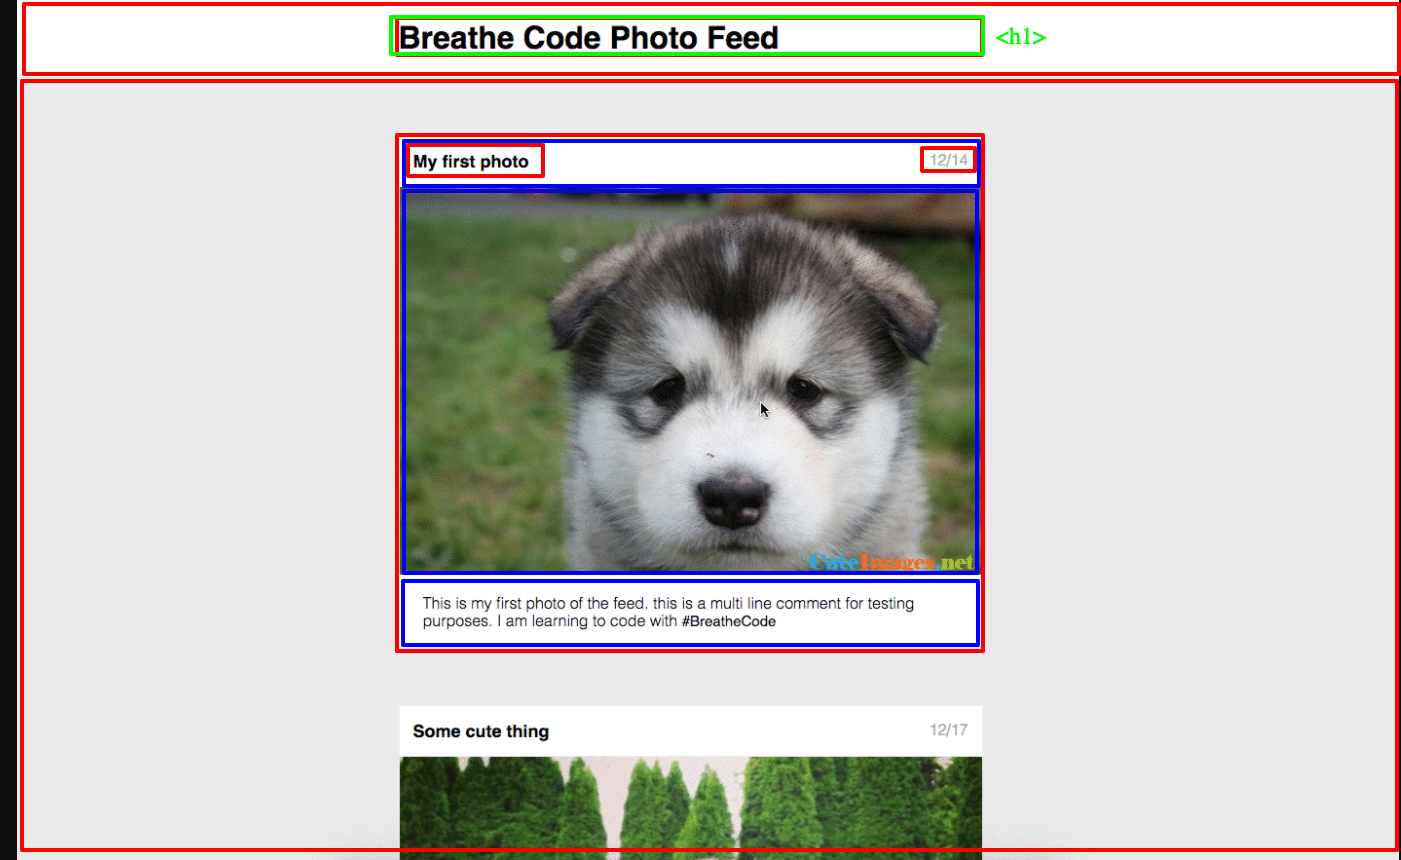 Breathe Code Photo Feed
<h1>
My first photo
12/14
CuteImages.net
This is my first photo of the feed. this is a multi line comment for testing
purposes. I am learning to code with #BreatheCode
Some cute thing
12/17